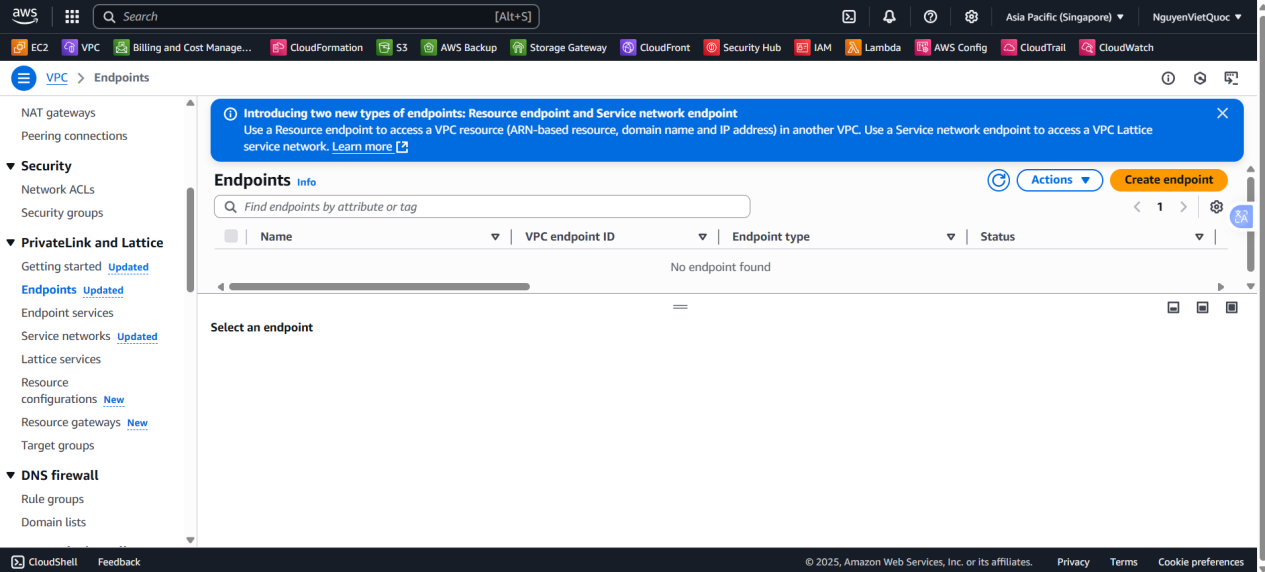 aws
Search [Alt+S]
Asia Pacific (Singapore) NguyenVietQuoc
EC2 VPC Billing and Cost Manage... CloudFormation S3 AWS Backup Storage Gateway CloudFront Security Hub IAM Lambda AWS Config CloudTrail CloudWatch
VPC Endpoints
NAT gateways
Peering connections
Security
Network ACLs
Security groups
PrivateLink and Lattice
Getting started Updated
Endpoints Updated
Endpoint services
Service networks Updated
Lattice services
Resource
configurations New
Resource gateways New
Target groups
DNS firewall
Rule groups
Domain lists
Introducing two new types of endpoints: Resource endpoint and Service network endpoint
Use a Resource endpoint to access a VPC resource (ARN-based resource, domain name and IP address) in another VPC. Use a Service network endpoint to access a VPC Lattice
service network. Learn more
Endpoints Info
Actions Create endpoint
Find endpoints by attribute or tag
1
Name VPC endpoint ID Endpoint type Status
No endpoint found
Select an endpoint
CloudShell Feedback © 2025, Amazon Web Services, Inc. or its affiliates. Privacy Terms Cookie preferences